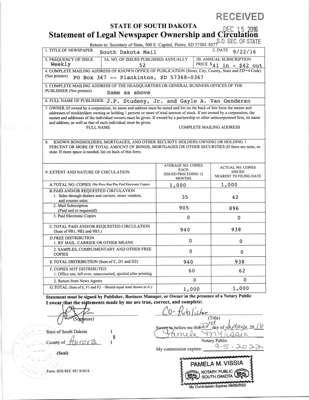 RECEIVED
DEC 15 2016
S.D. SEC. OF STATE
STATE OF SOUTH DAKOTA
Statement of Legal Newspaper Ownership and Circulation
Return to: Secretary of State, 500 E. Capitol, Pierre, SD 57501-5077
1. TITLE OF NEWSPAPER South Dakota Mail
2. DATE 9/22/16
3. FREQUENCY OF ISSUE Weekly
3A. NO. OF ISSUES PUBLISHED ANNUALLY 52
3B. ANNUAL SUBSCRIPTION PRICE $41 in - $42 out
4. COMPLETE MAILING ADDRESS OF KNOWN OFFICE OF PUBLICATION (Street, City, County, State and ZIP+4 Code)
(Not printers) PO Box 367 -- Plankinton, SD 57368-0367
5. COMPLETE MAILING ADDRESS OF THE HEADQUARTERS OR GENERAL BUSINESS OFFICES OF THE
PUBLISHER (Not printers) Same as above
6. FULL NAME OF PUBLISHER: J.P. Studeny, Jr. and Gayle A. Van Genderen
7. OWNER (If owned by a corporation, its name and address must be stated and list on the back of this form the names and
addresses of stockholders owning or holding 1 percent or more of total amount of stock. If not owned by a corporation, the
names and addresses of the individual owners must be given. If owned by a partnership or other unincorporated firm, its name
and address, as well as that of each individual must be given.
FULL NAME COMPLETE MAILING ADDRESS
8. KNOWN BONDHOLDERS, MORTGAGEES, AND OTHER SECURITY HOLDERS OWNING OR HOLDING 1
PERCENT OR MORE OF TOTAL AMOUNT OF BONDS, MORTGAGES OR OTHER SECURITIES (If there are none, so
state. If more space is needed, list on back of this form.
9. EXTENT AND NATURE OF CIRCULATION
AVERAGE NO. COPIES EACH ISSUED PRECEDING 12 MONTHS
ACTUAL NO. COPIES ISSUED NEAREST TO FILING DATE
A. TOTAL NO. COPIES (Net Press Run Plus Paid Electronic Copies) 1,000 1,000
B. PAID AND/OR REQUESTED CIRCULATION
1. Sales through dealers and carriers, street vendors,
and counter sales. 35 42
2. Mail Subscription
(Paid and or requested) 905 896
3. Paid Electronic Copies 0 0
C. TOTAL PAID AND/OR REQUESTED CIRCULATION
(Sum of 9B1, 9B2 and 9B3.) 940 938
D. FREE DISTRIBUTION
1. BY MAIL, CARRIER OR OTHER MEANS 0 0
2. SAMPLES, COMPLIMENTARY AND OTHER FREE
COPIES 0 0
E. TOTAL DISTRIBUTION (Sum of C, D1 and D2) 940 938
F. COPIES NOT DISTRIBUTED
1. Office use, left over, unaccounted, spoiled after printing 60 62
2. Return from News Agents 0 0
G. TOTAL (Sum of E, F1 and F2 - Should equal total shown in A.) 1,000 1,000
Statement must be signed by Publisher, Business Manager, or Owner in the presence of a Notary Public
I swear that the statements made by me are true, correct, and complete:
Co-Publisher
(Signature) (Title)
State of South Dakota )
County of Aurora )
(Seal)
Sworn to before me this 22nd day of September, 2016
Pamela M Vissia
Notary Public
My commission expires: 9-5-2022
PAMELA M. VISSIA
NOTARY PUBLIC
SOUTH DAKOTA
SEAL
My Commission Expires
Form: SOS REC 051 9/2016